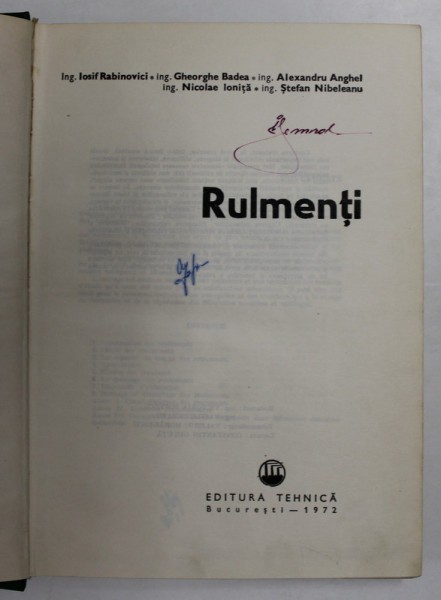 Ing. Iosif Rabinovici • ing. Gheorghe Badea • ing. Alexandru Anghel
ing. Nicolae Ioniță • ing. Ștefan Nibeleanu
Rulmenți
EDITURA TEHNICĂ
București — 1972